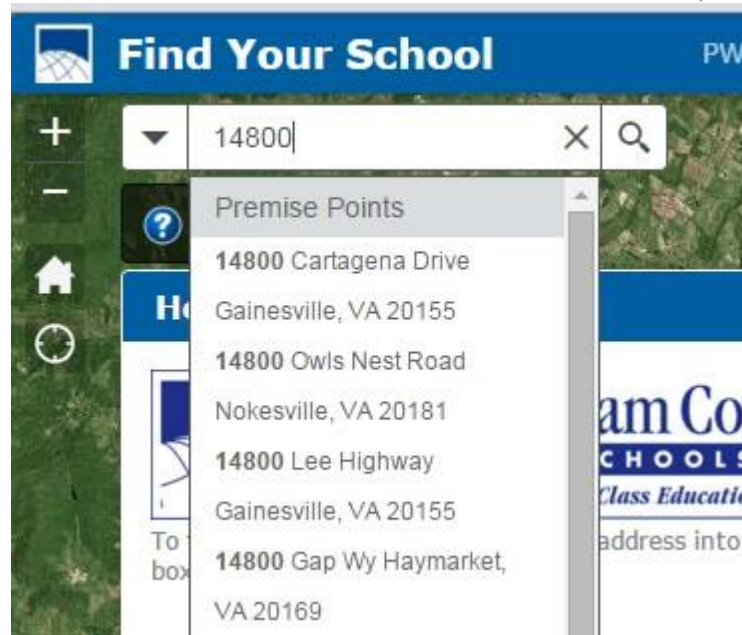 Find Your School PW
14800
Premise Points
14800 Cartagena Drive
Gainesville, VA 20155
14800 Owls Nest Road
Nokesville, VA 20181
14800 Lee Highway
Gainesville, VA 20155
14800 Gap Wy Haymarket,
VA 20169
He
am Co
CHOOLS
Class Educatio
To address into
box